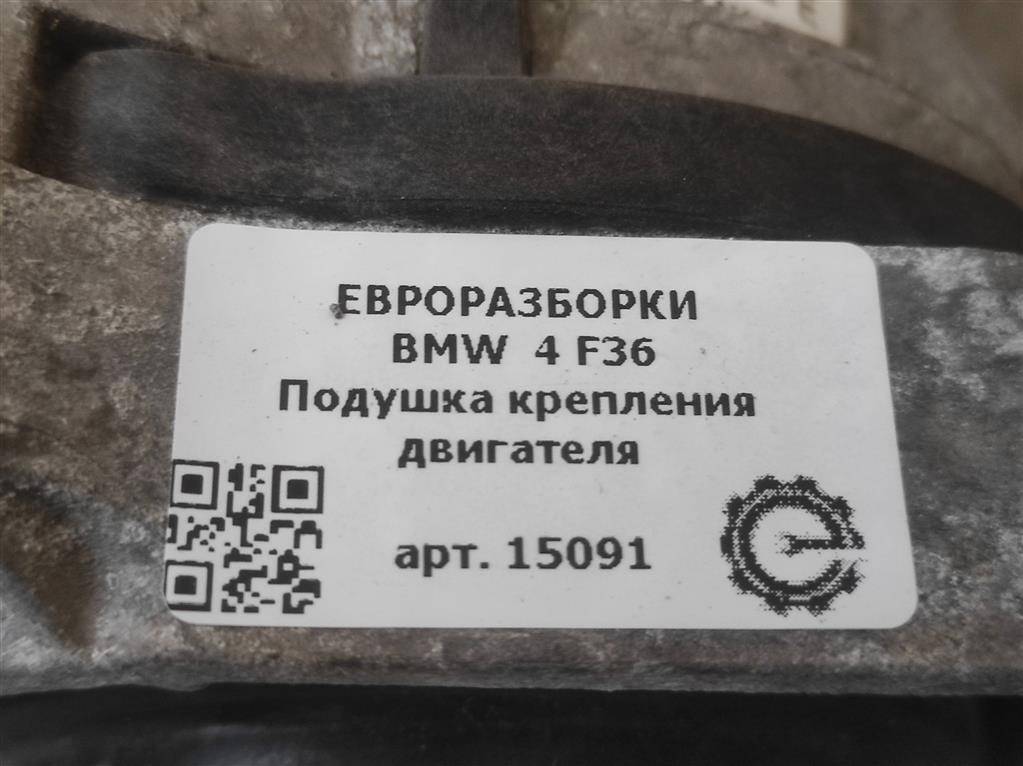 ЕВРОРАЗБОРКИ
BMW 4 F36
Подушка крепления
двигателя
арт. 15091